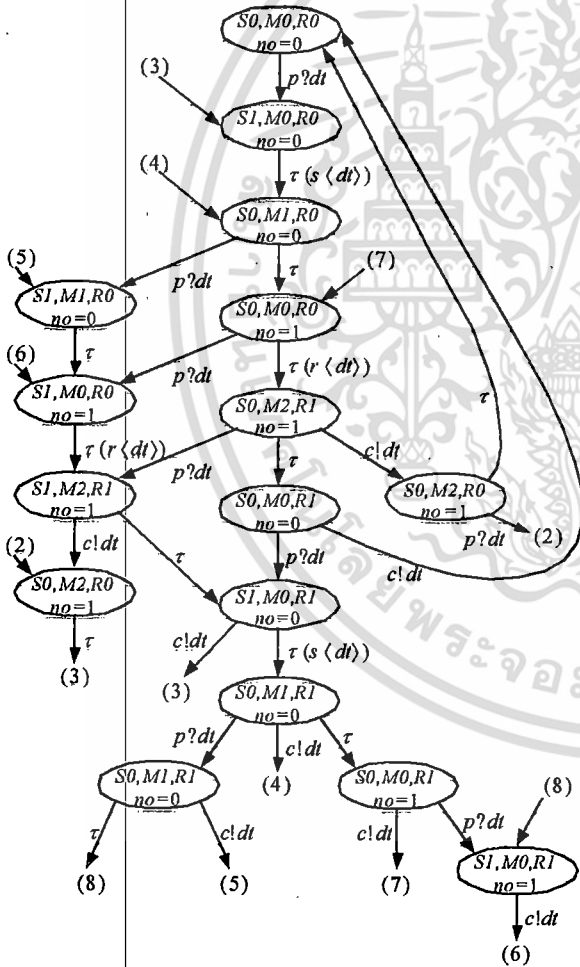 S0,M0,R0
no=0
p?dt
(3)
S1,M0,R0
no=0
τ (s ⟨dt⟩)
(4)
S0,M1,R0
no=0
(5)
p?dt
τ
(7)
S1,M1,R0
no=0
S0,M0,R0
no=1
τ
(6)
p?dt
τ (r ⟨dt⟩)
S1,M0,R0
no=1
S0,M2,R1
no=1
τ
τ (r ⟨dt⟩)
p?dt
τ
c!dt
S1,M2,R1
no=1
S0,M0,R1
no=0
S0,M2,R0
no=1
p?dt
(2)
(2)
c!dt
τ
p?dt
c!dt
S0,M2,R0
no=1
S1,M0,R1
no=0
τ
(3)
c!dt
(3)
τ (s ⟨dt⟩)
S0,M1,R1
no=0
p?dt
c!dt
τ
(4)
S0,M1,R1
no=0
S0,M0,R1
no=1
(8)
τ
c!dt
c!dt
p?dt
(8)
(5)
(7)
S1,M0,R1
no=1
c!dt
(6)